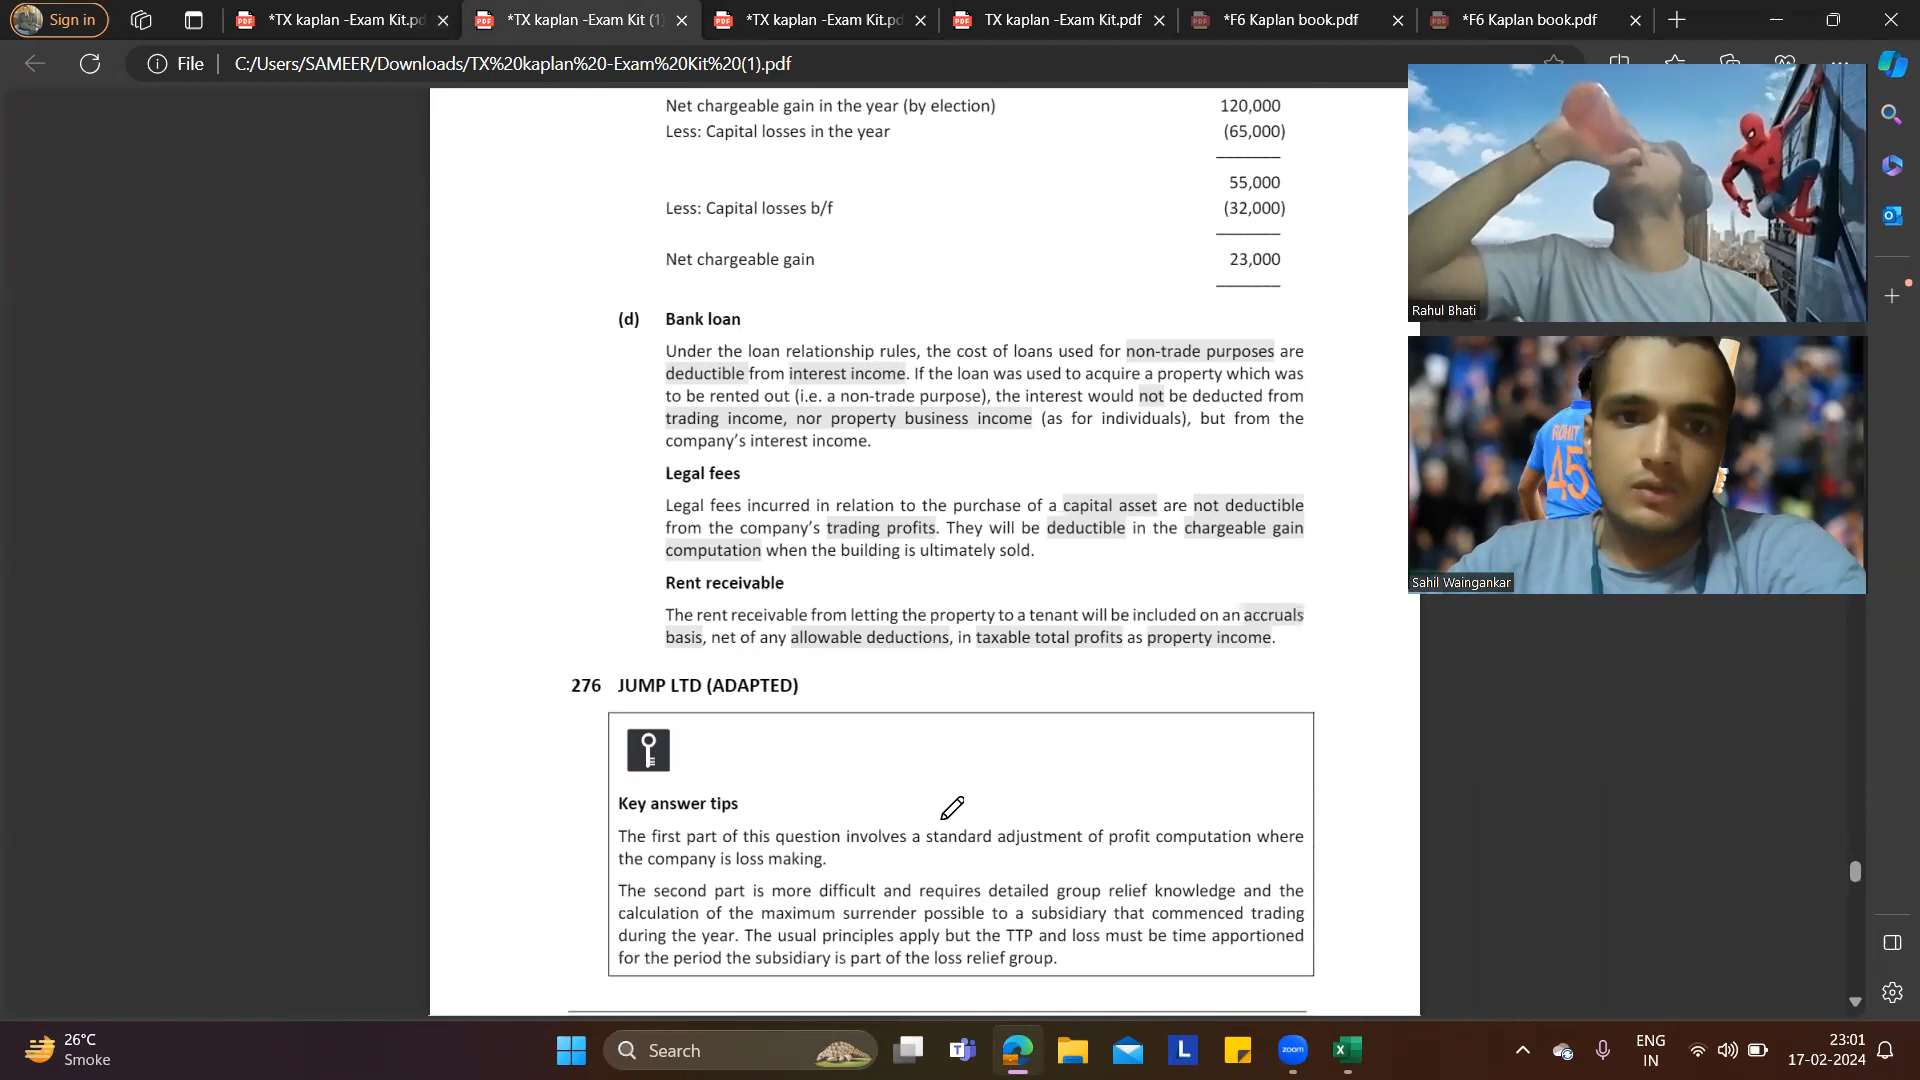 Sign in
*TX kaplan -Exam Kit.pd
*TX kaplan -Exam Kit (1)
*TX kaplan -Exam Kit.pd
TX kaplan -Exam Kit.pdf
*F6 Kaplan book.pdf
*F6 Kaplan book.pdf
File
C:/Users/SAMEER/Downloads/TX%20kaplan%20-Exam%20Kit%20(1).pdf
Net chargeable gain in the year (by election) 120,000
Less: Capital losses in the year (65,000)
55,000
Less: Capital losses b/f (32,000)
Net chargeable gain 23,000
(d) Bank loan
Under the loan relationship rules, the cost of loans used for non-trade purposes are
deductible from interest income. If the loan was used to acquire a property which was
to be rented out (i.e. a non-trade purpose), the interest would not be deducted from
trading income, nor property business income (as for individuals), but from the
company's interest income.
Legal fees
Legal fees incurred in relation to the purchase of a capital asset are not deductible
from the company's trading profits. They will be deductible in the chargeable gain
computation when the building is ultimately sold.
Rent receivable
The rent receivable from letting the property to a tenant will be included on an accruals
basis, net of any allowable deductions, in taxable total profits as property income.
276 JUMP LTD (ADAPTED)
Key answer tips
The first part of this question involves a standard adjustment of profit computation where
the company is loss making.
The second part is more difficult and requires detailed group relief knowledge and the
calculation of the maximum surrender possible to a subsidiary that commenced trading
during the year. The usual principles apply but the TTP and loss must be time apportioned
for the period the subsidiary is part of the loss relief group.
Rahul Bhati
ROHIT
45
Sahil Waingankar
26°C
Smoke
Search
L
zoom
ENG
IN
23:01
17-02-2024